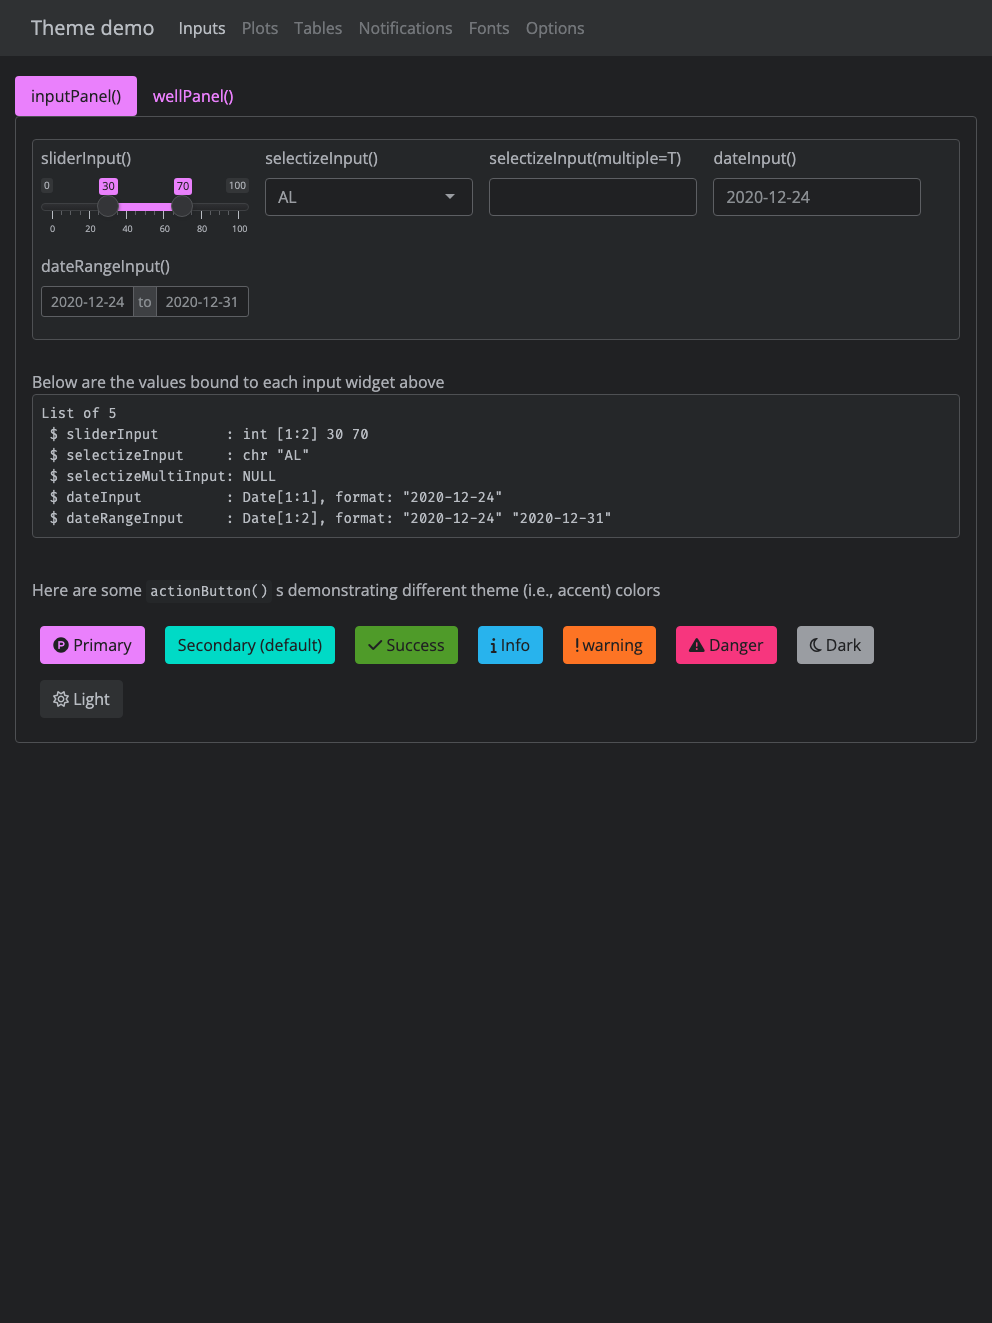 Theme demo Inputs Plots Tables Notifications Fonts Options
inputPanel() wellPanel()
sliderInput() selectizeInput() selectizeInput(multiple=T) dateInput()
0 30 70 100
AL 2020-12-24
0 20 40 60 80 100
dateRangeInput()
2020-12-24 to 2020-12-31
Below are the values bound to each input widget above
List of 5
 $ sliderInput        : int [1:2] 30 70
 $ selectizeInput     : chr "AL"
 $ selectizeMultiInput: NULL
 $ dateInput          : Date[1:1], format: "2020-12-24"
 $ dateRangeInput     : Date[1:2], format: "2020-12-24" "2020-12-31"
Here are some actionButton() s demonstrating different theme (i.e., accent) colors
Primary Secondary (default) Success Info warning Danger Dark
Light